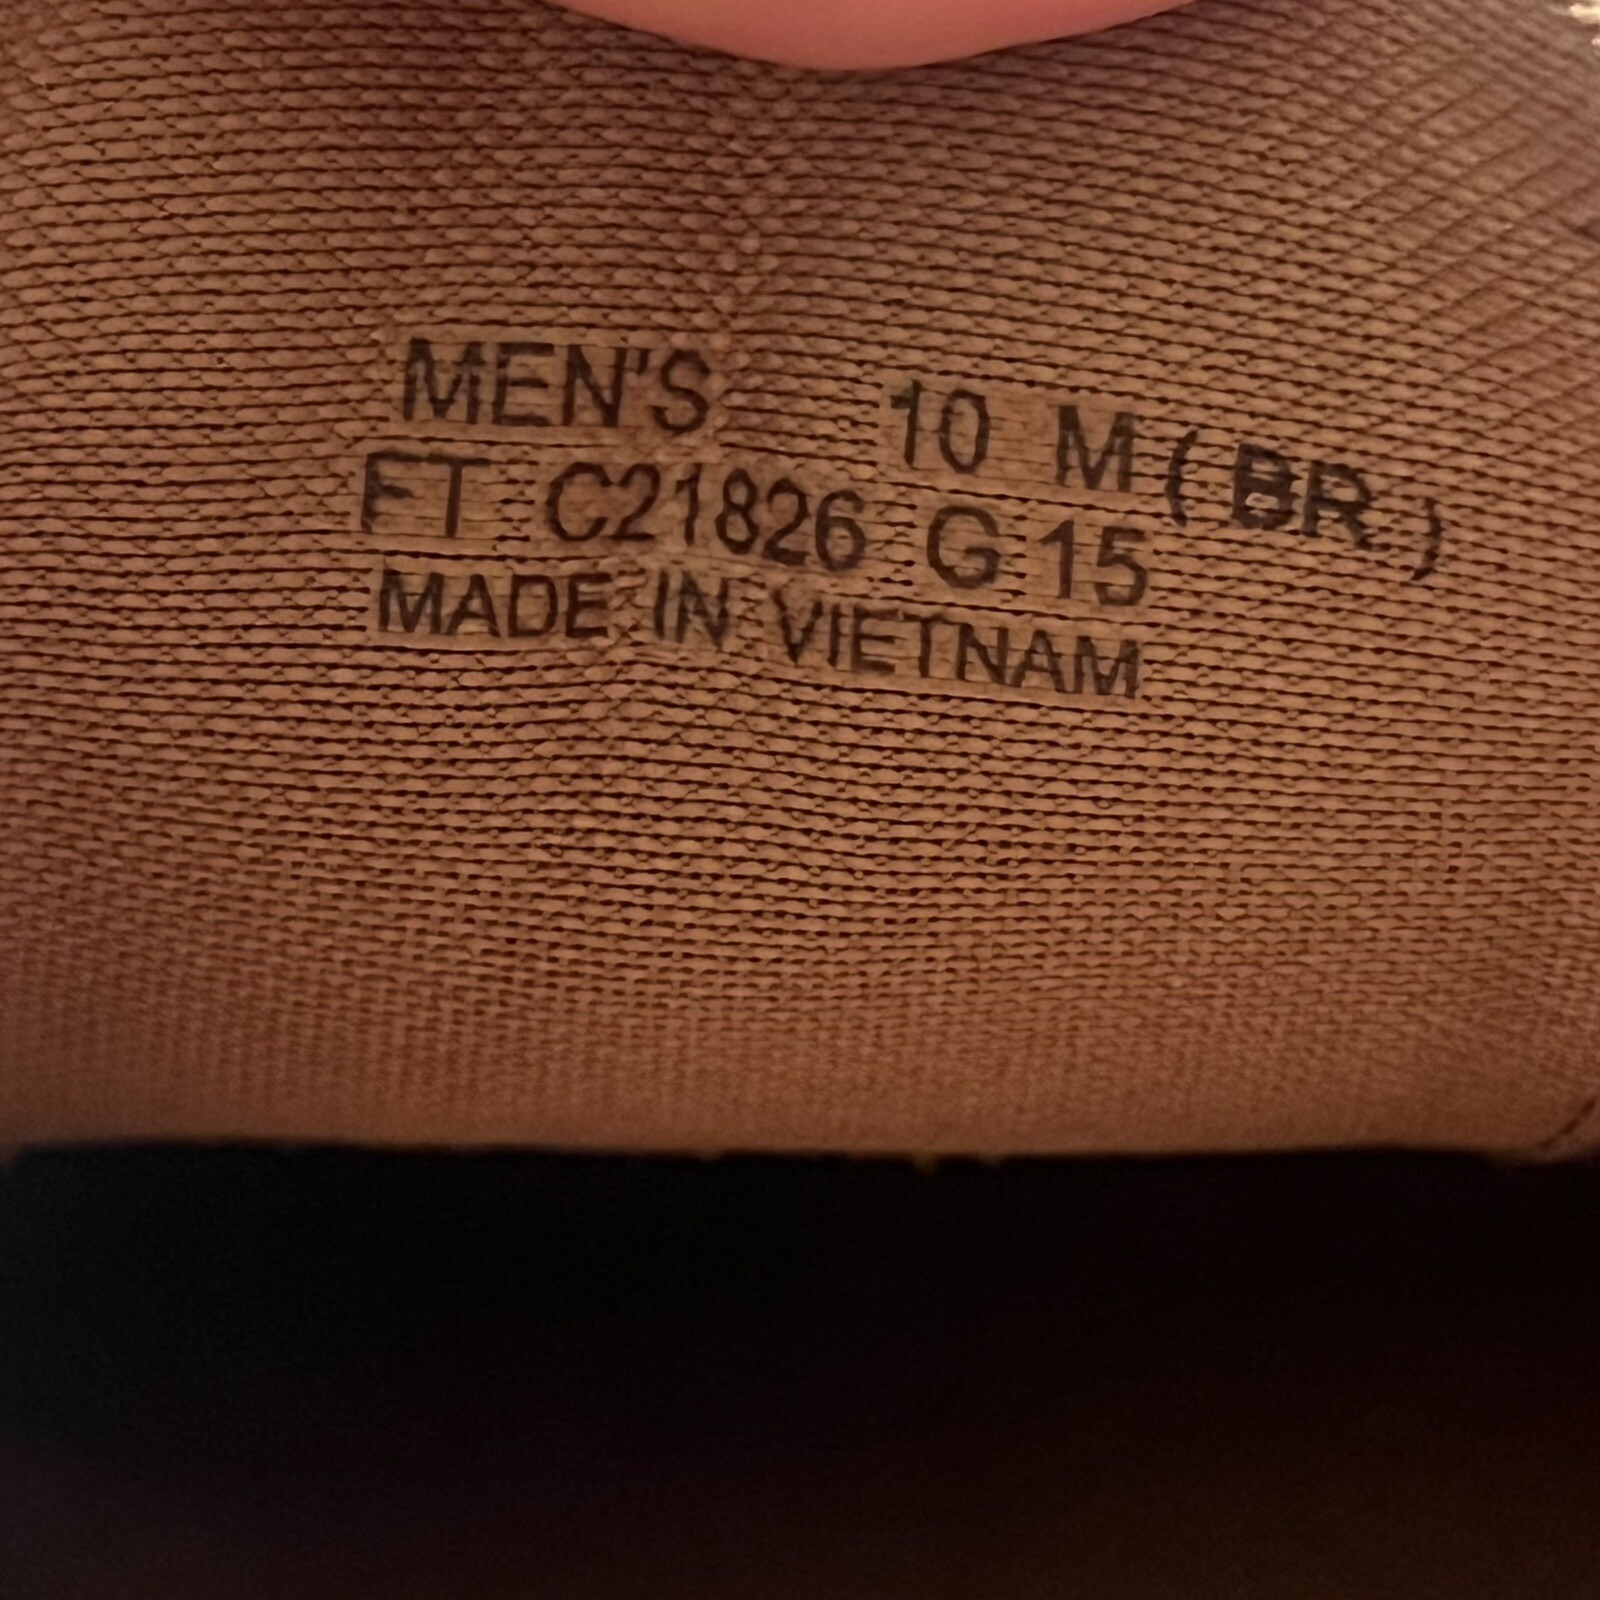 MEN'S 10 M (BR)
FT C21826 G 15
MADE IN VIETNAM